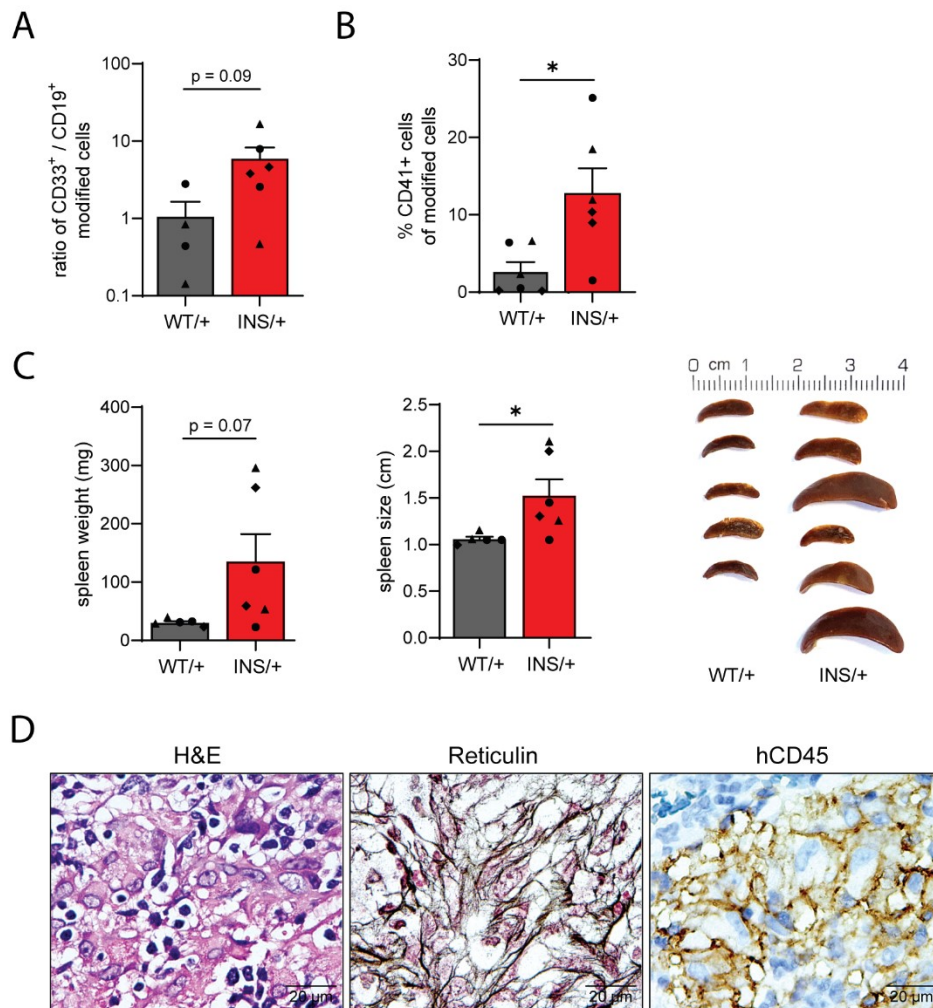 A
ratio of CD33+ / CD19+
modified cells
100
10
1
0.1
p = 0.09
WT/+
INS/+
B
% CD41+ cells
of modified cells
30
20
10
0
*
WT/+
INS/+
C
spleen weight (mg)
400
300
200
100
0
p = 0.07
WT/+
INS/+
spleen size (cm)
2.5
2.0
1.5
1.0
0.5
0.0
*
WT/+
INS/+
0 cm 1 2 3 4
WT/+
INS/+
D
H&E
Reticulin
hCD45
20 µm
20 µm
20 µm